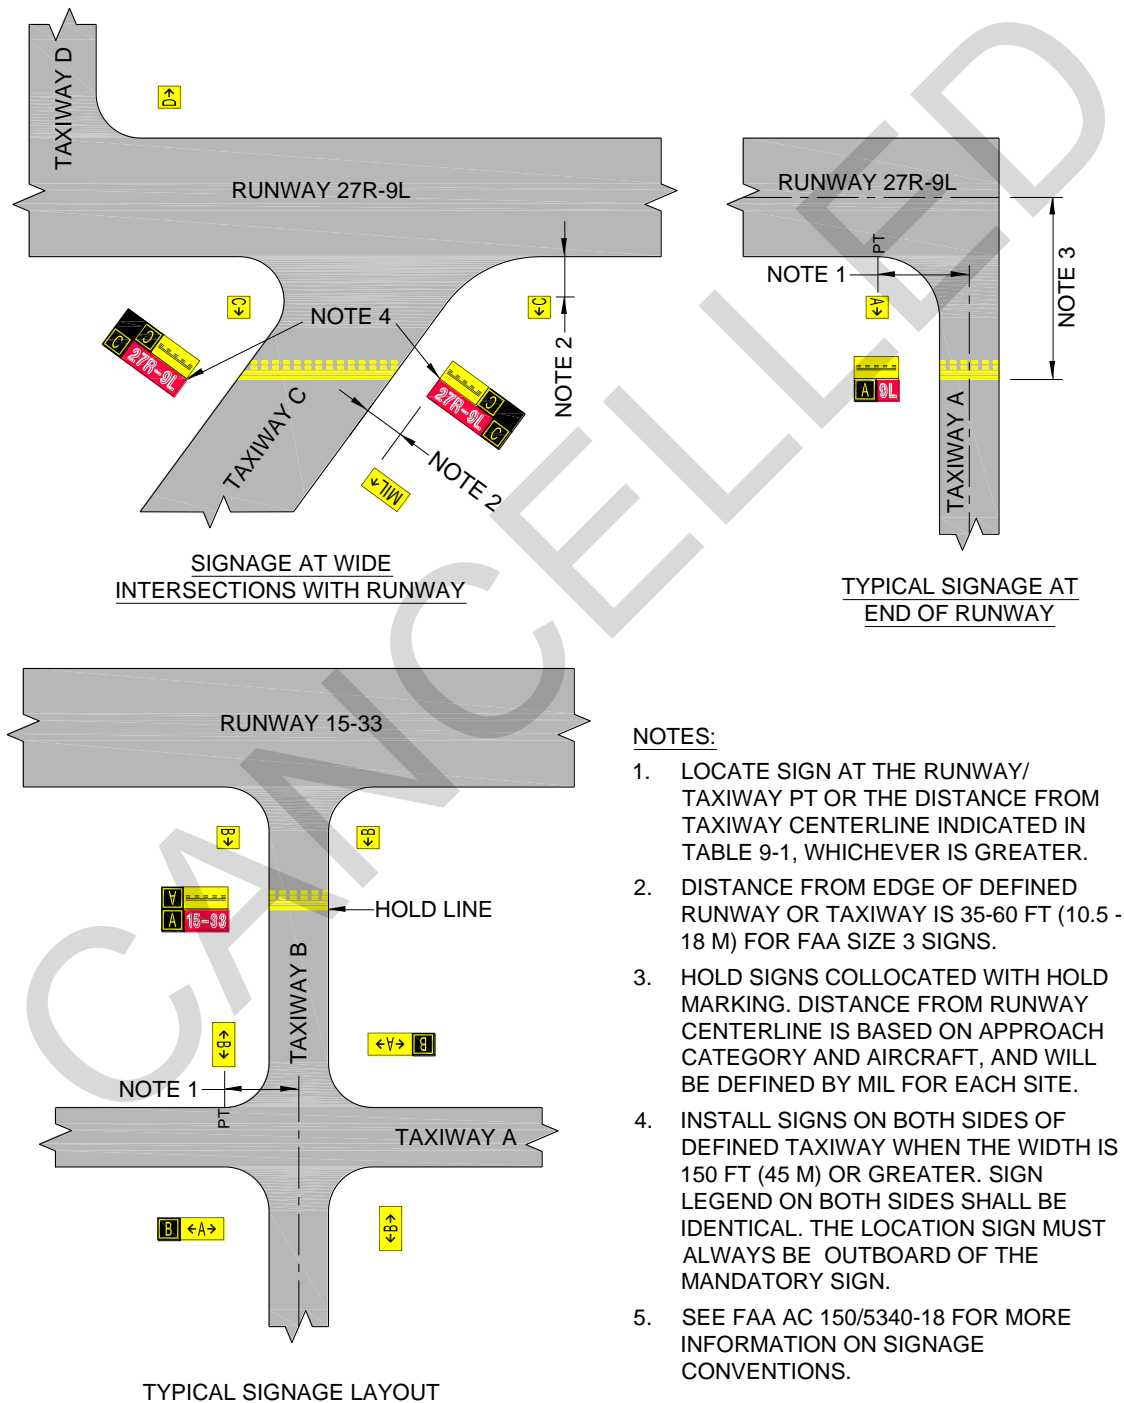 TAXIWAY D
D↑
RUNWAY 27R-9L
C→
C→
NOTE 4
NOTE 2
C
C
27R-9L
C
27R-9L
C
TAXIWAY C
MIL↑
NOTE 2
SIGNAGE AT WIDE
INTERSECTIONS WITH RUNWAY
RUNWAY 27R-9L
PT
NOTE 1
NOTE 3
A→
A 9L
TAXIWAY A
TYPICAL SIGNAGE AT
END OF RUNWAY
RUNWAY 15-33
B→
B→
A
A 15-33
HOLD LINE
TAXIWAY B
←B→
←A→ B
NOTE 1
PT
TAXIWAY A
B ←A→
←B→
TYPICAL SIGNAGE LAYOUT
NOTES:
1. LOCATE SIGN AT THE RUNWAY/
TAXIWAY PT OR THE DISTANCE FROM
TAXIWAY CENTERLINE INDICATED IN
TABLE 9-1, WHICHEVER IS GREATER.
2. DISTANCE FROM EDGE OF DEFINED
RUNWAY OR TAXIWAY IS 35-60 FT (10.5 -
18 M) FOR FAA SIZE 3 SIGNS.
3. HOLD SIGNS COLLOCATED WITH HOLD
MARKING. DISTANCE FROM RUNWAY
CENTERLINE IS BASED ON APPROACH
CATEGORY AND AIRCRAFT, AND WILL
BE DEFINED BY MIL FOR EACH SITE.
4. INSTALL SIGNS ON BOTH SIDES OF
DEFINED TAXIWAY WHEN THE WIDTH IS
150 FT (45 M) OR GREATER. SIGN
LEGEND ON BOTH SIDES SHALL BE
IDENTICAL. THE LOCATION SIGN MUST
ALWAYS BE OUTBOARD OF THE
MANDATORY SIGN.
5. SEE FAA AC 150/5340-18 FOR MORE
INFORMATION ON SIGNAGE
CONVENTIONS.
CANCELLED